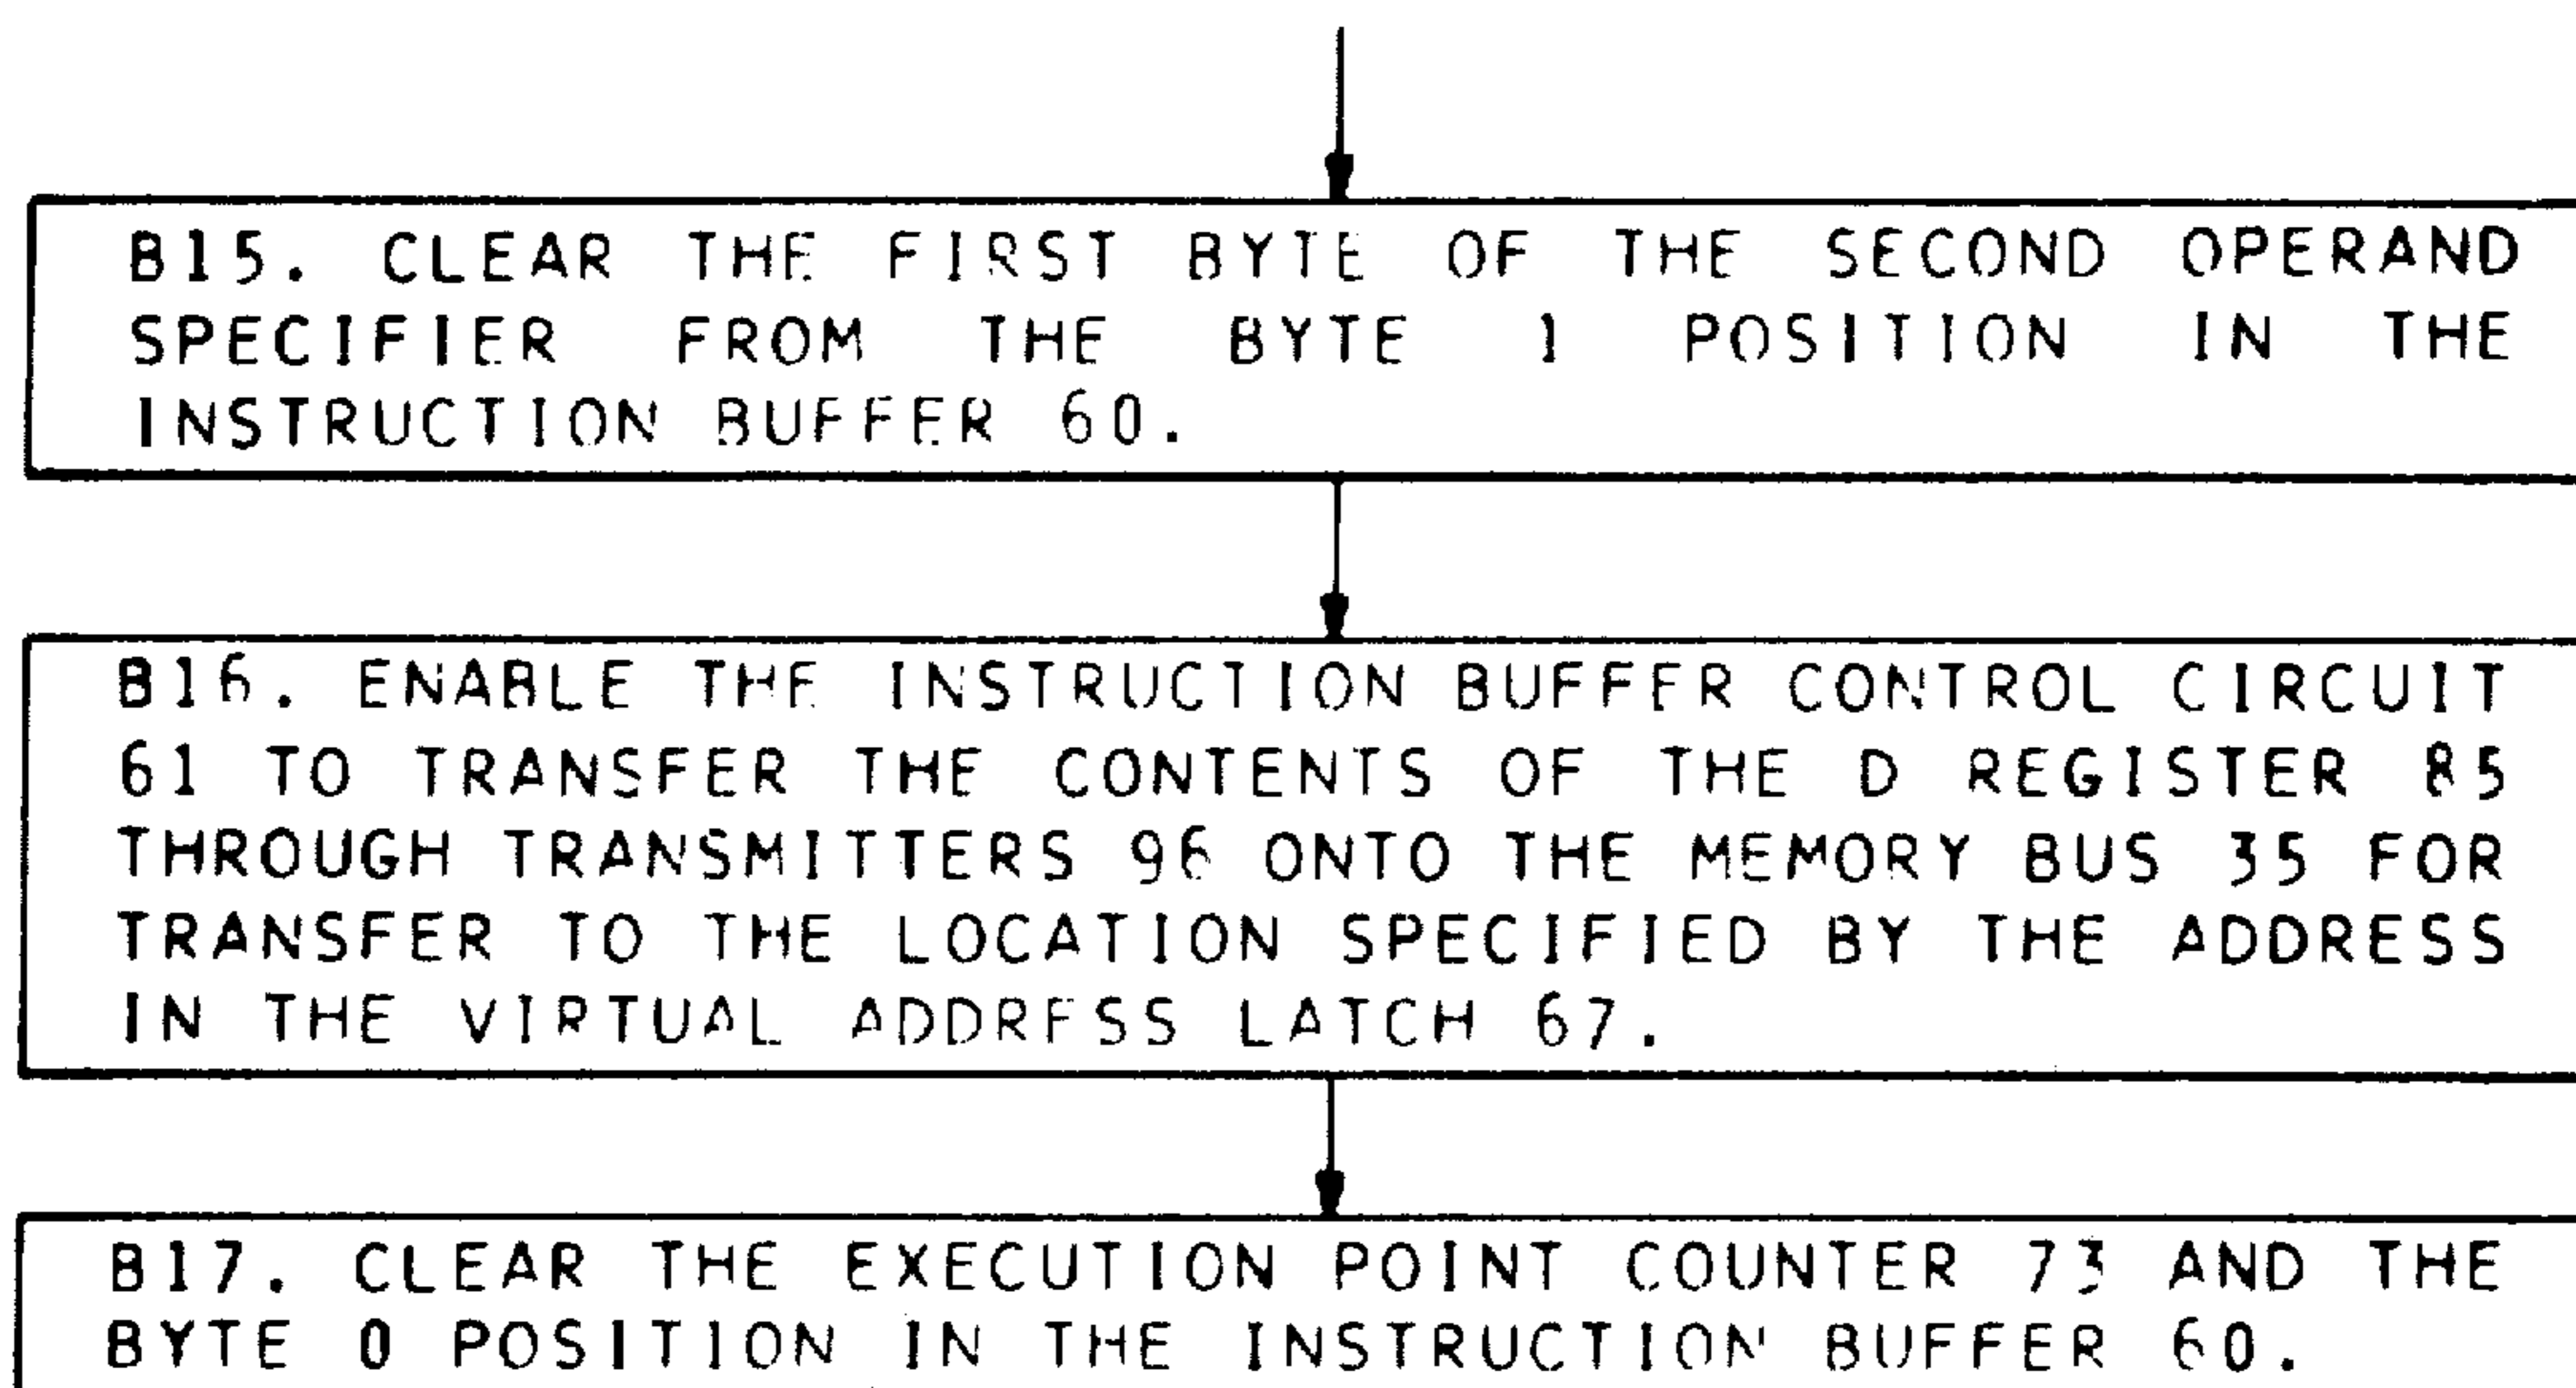 B15. CLEAR THE FIRST BYTE OF THE SECOND OPERAND
SPECIFIER FROM THE BYTE 1 POSITION IN THE
INSTRUCTION BUFFER 60.
B16. ENABLE THE INSTRUCTION BUFFER CONTROL CIRCUIT
61 TO TRANSFER THE CONTENTS OF THE D REGISTER 85
THROUGH TRANSMITTERS 96 ONTO THE MEMORY BUS 35 FOR
TRANSFER TO THE LOCATION SPECIFIED BY THE ADDRESS
IN THE VIRTUAL ADDRESS LATCH 67.
B17. CLEAR THE EXECUTION POINT COUNTER 73 AND THE
BYTE 0 POSITION IN THE INSTRUCTION BUFFER 60.